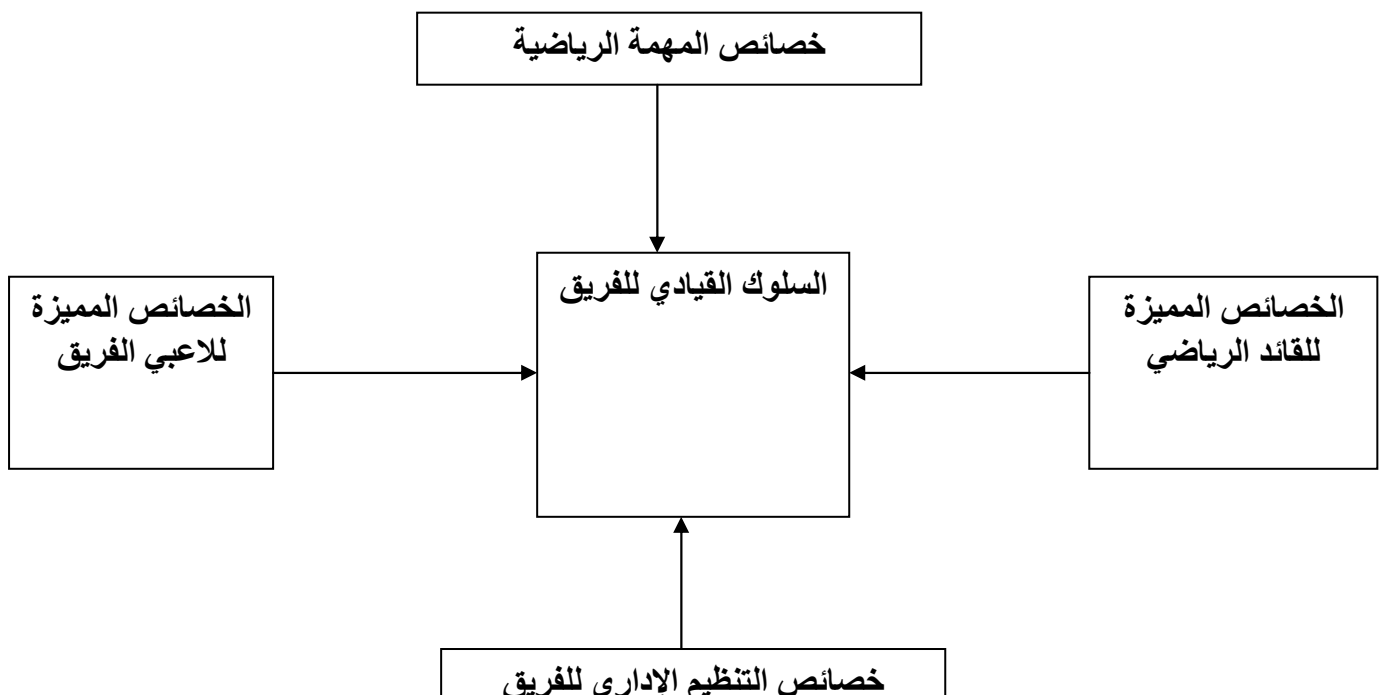 خصائص المهمة الرياضية
السلوك القيادي للفريق
الخصائص المميزة
للقائد الرياضي
الخصائص المميزة
للاعبي الفريق
خصائص التنظيم الإداري للفريق